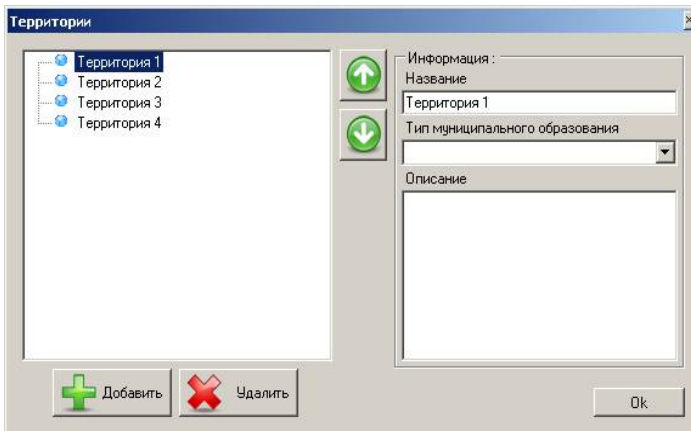 Территории
Территория 1
Территория 2
Территория 3
Территория 4
Информация :
Название
Территория 1
Тип муниципального образования
Описание
Добавить
Удалить
Ok